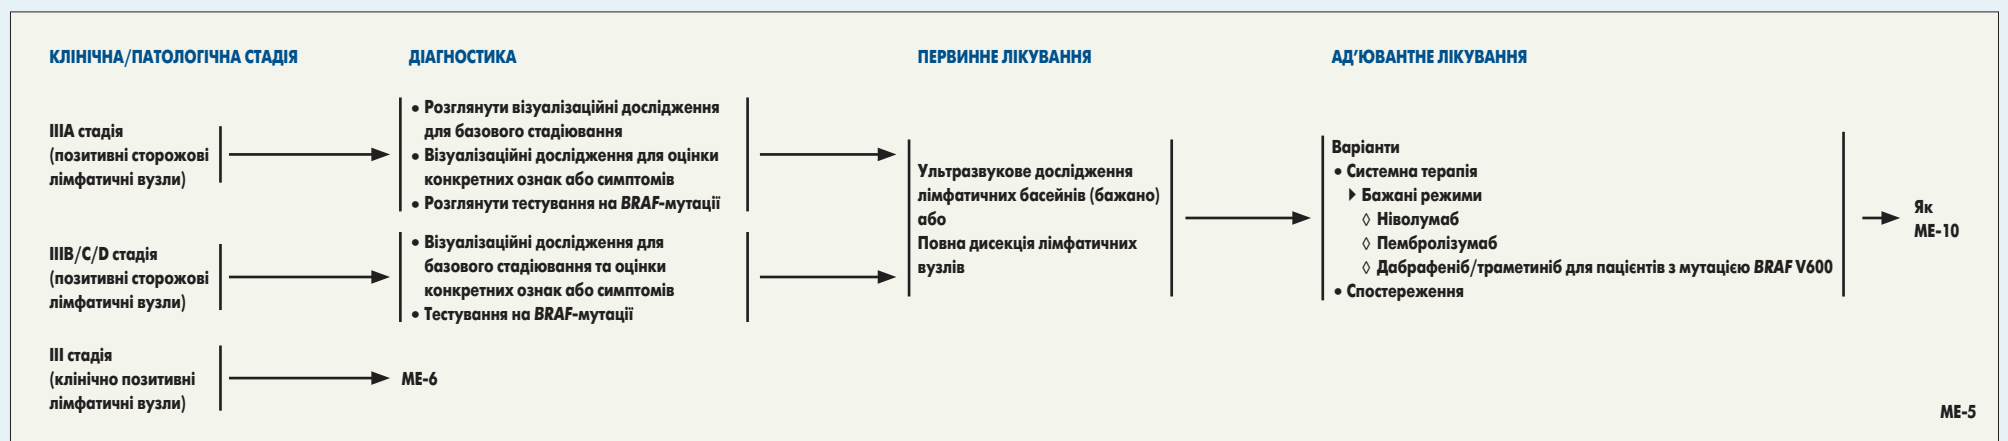 КЛІНІЧНА/ПАТОЛОГІЧНА СТАДІЯ
ДІАГНОСТИКА
ПЕРВИННЕ ЛІКУВАННЯ
АД’ЮВАНТНЕ ЛІКУВАННЯ
IIIA стадія
(позитивні сторожові
лімфатичні вузли)
• Розглянути візуалізаційні дослідження
для базового стадіювання
• Візуалізаційні дослідження для оцінки
конкретних ознак або симптомів
• Розглянути тестування на BRAF-мутації
IIIB/C/D стадія
(позитивні сторожові
лімфатичні вузли)
• Візуалізаційні дослідження для
базового стадіювання та оцінки
конкретних ознак або симптомів
• Тестування на BRAF-мутації
Ультразвукове дослідження
лімфатичних басейнів (бажано)
або
Повна дисекція лімфатичних
вузлів
Варіанти
• Системна терапія
Бажані режими
◊ Ніволумаб
◊ Пембролізумаб
◊ Дабрафеніб/траметиніб для пацієнтів з мутацією BRAF V600
• Спостереження
Як
ME-10
III стадія
(клінічно позитивні
лімфатичні вузли)
ME-6
ME-5